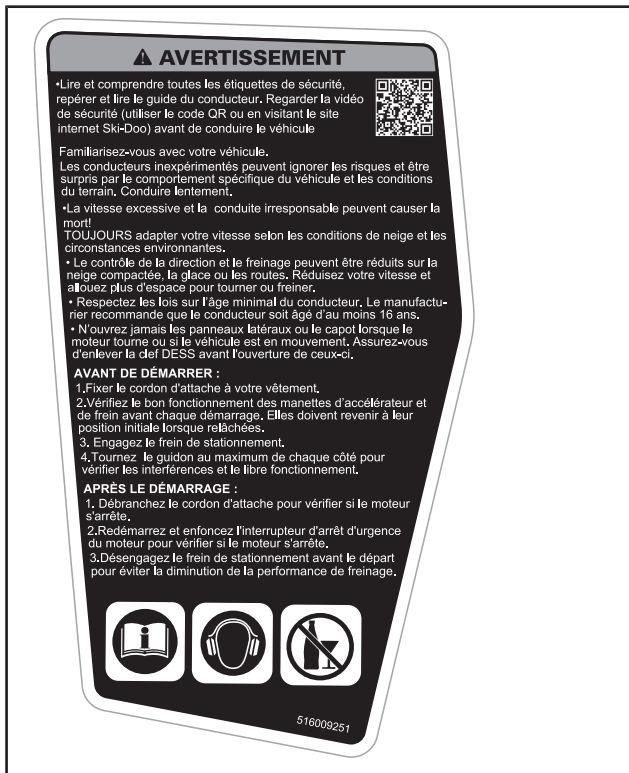 AVERTISSEMENT
•Lire et comprendre toutes les étiquettes de sécurité,
repérer et lire le guide du conducteur. Regarder la vidéo
de sécurité (utiliser le code QR ou en visitant le site
internet Ski-Doo) avant de conduire le véhicule
Familiarisez-vous avec votre véhicule.
Les conducteurs inexpérimentés peuvent ignorer les risques et être
surpris par le comportement spécifique du véhicule et les conditions
du terrain. Conduire lentement.
•La vitesse excessive et la conduite irresponsable peuvent causer la
mort!
TOUJOURS adapter votre vitesse selon les conditions de neige et les
circonstances environnantes.
• Le contrôle de la direction et le freinage peuvent être réduits sur la
neige compactée, la glace ou les routes. Réduisez votre vitesse et
allouez plus d'espace pour tourner ou freiner.
• Respectez les lois sur l'âge minimal du conducteur. Le manufactu-
rier recommande que le conducteur soit âgé d'au moins 16 ans.
• N'ouvrez jamais les panneaux latéraux ou le capot lorsque le
moteur tourne ou si le véhicule est en mouvement. Assurez-vous
d'enlever la clef DESS avant l'ouverture de ceux-ci.
AVANT DE DÉMARRER :
1.Fixer le cordon d'attache à votre vêtement.
2.Vérifiez le bon fonctionnement des manettes d'accélérateur et
de frein avant chaque démarrage. Elles doivent revenir à leur
position initiale lorsque relâchées.
3. Engagez le frein de stationnement.
4.Tournez le guidon au maximum de chaque côté pour
vérifier les interférences et le libre fonctionnement.
APRÈS LE DÉMARRAGE :
1. Débranchez le cordon d'attache pour vérifier si le moteur
s'arrête.
2.Redémarrez et enfoncez l'interrupteur d'arrêt d'urgence
du moteur pour vérifier si le moteur s'arrête.
3.Désengagez le frein de stationnement avant le départ
pour éviter la diminution de la performance de freinage.
516009251